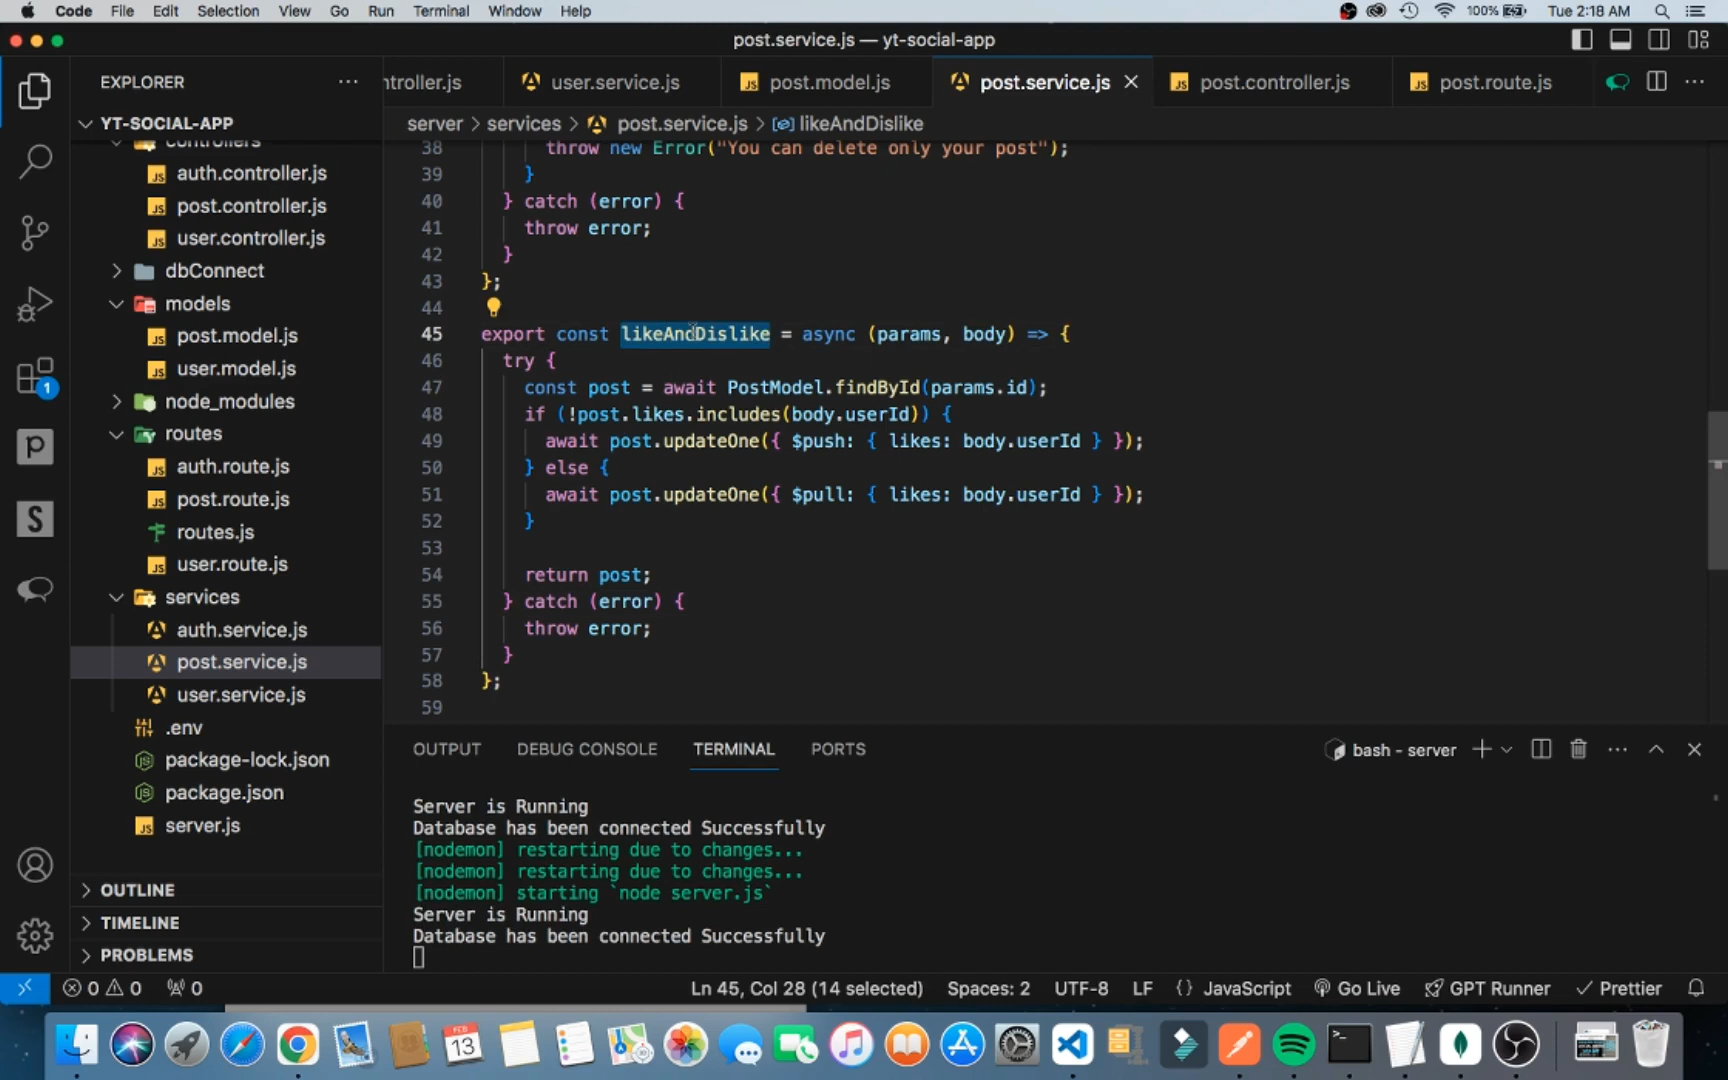 Code File Edit Selection View Go Run Terminal Window Help 100% Tue 2:18 AM
post.service.js — yt-social-app
EXPLORER
ntroller.js user.service.js post.model.js post.service.js post.controller.js post.route.js
YT-SOCIAL-APP
server > services > post.service.js > likeAndDislike
controllers
auth.controller.js
post.controller.js
user.controller.js
dbConnect
models
post.model.js
user.model.js
node_modules
routes
auth.route.js
post.route.js
routes.js
user.route.js
services
auth.service.js
post.service.js
user.service.js
.env
package-lock.json
package.json
server.js
OUTLINE
TIMELINE
PROBLEMS
1
38 throw new Error("You can delete only your post");
39 }
40 } catch (error) {
41 throw error;
42 }
43 };
44
45 export const likeAndDislike = async (params, body) => {
46 try {
47 const post = await PostModel.findById(params.id);
48 if (!post.likes.includes(body.userId)) {
49 await post.updateOne({ $push: { likes: body.userId } });
50 } else {
51 await post.updateOne({ $pull: { likes: body.userId } });
52 }
53
54 return post;
55 } catch (error) {
56 throw error;
57 }
58 };
59
OUTPUT DEBUG CONSOLE TERMINAL PORTS bash - server
Server is Running
Database has been connected Successfully
[nodemon] restarting due to changes...
[nodemon] restarting due to changes...
[nodemon] starting `node server.js`
Server is Running
Database has been connected Successfully
0 0 0 Ln 45, Col 28 (14 selected) Spaces: 2 UTF-8 LF {} JavaScript Go Live GPT Runner Prettier
FEB
13